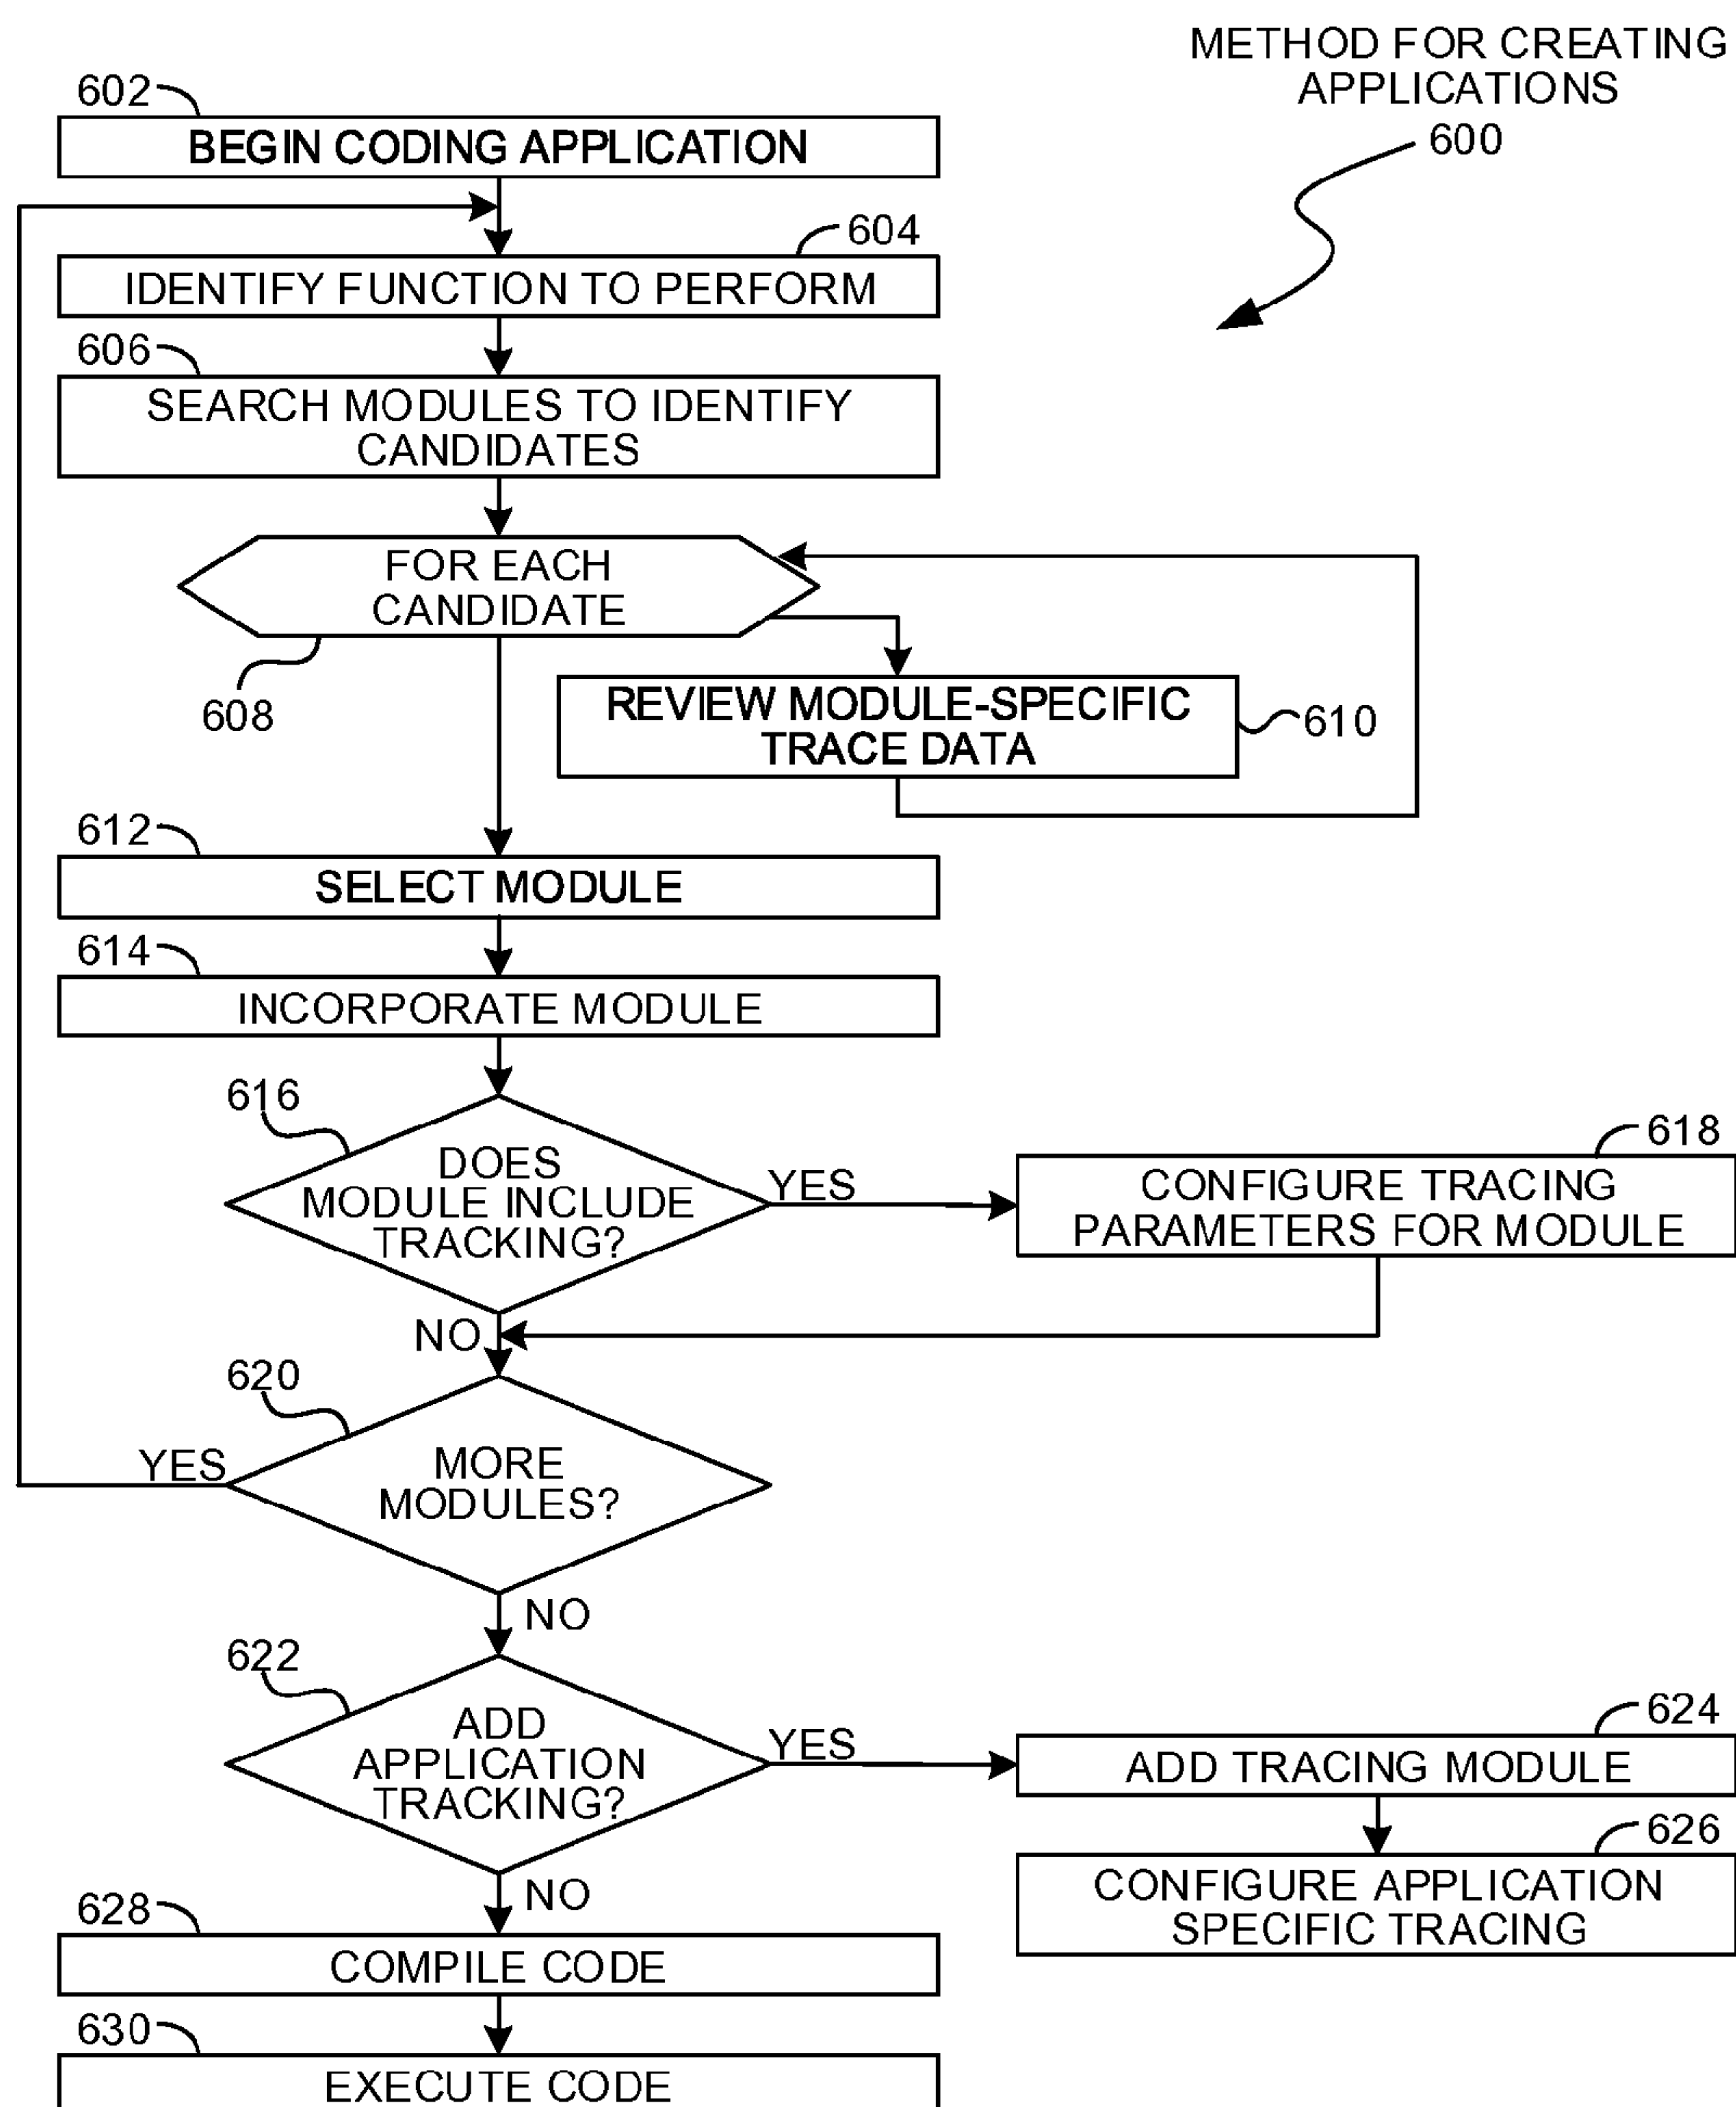 METHOD FOR CREATING
APPLICATIONS
600
602
BEGIN CODING APPLICATION
604
IDENTIFY FUNCTION TO PERFORM
606
SEARCH MODULES TO IDENTIFY
CANDIDATES
FOR EACH
CANDIDATE
608
REVIEW MODULE-SPECIFIC
TRACE DATA
610
612
SELECT MODULE
614
INCORPORATE MODULE
616
DOES
MODULE INCLUDE
TRACKING?
YES
618
CONFIGURE TRACING
PARAMETERS FOR MODULE
NO
620
YES
MORE
MODULES?
NO
622
ADD
APPLICATION
TRACKING?
YES
624
ADD TRACING MODULE
626
CONFIGURE APPLICATION
SPECIFIC TRACING
NO
628
COMPILE CODE
630
EXECUTE CODE